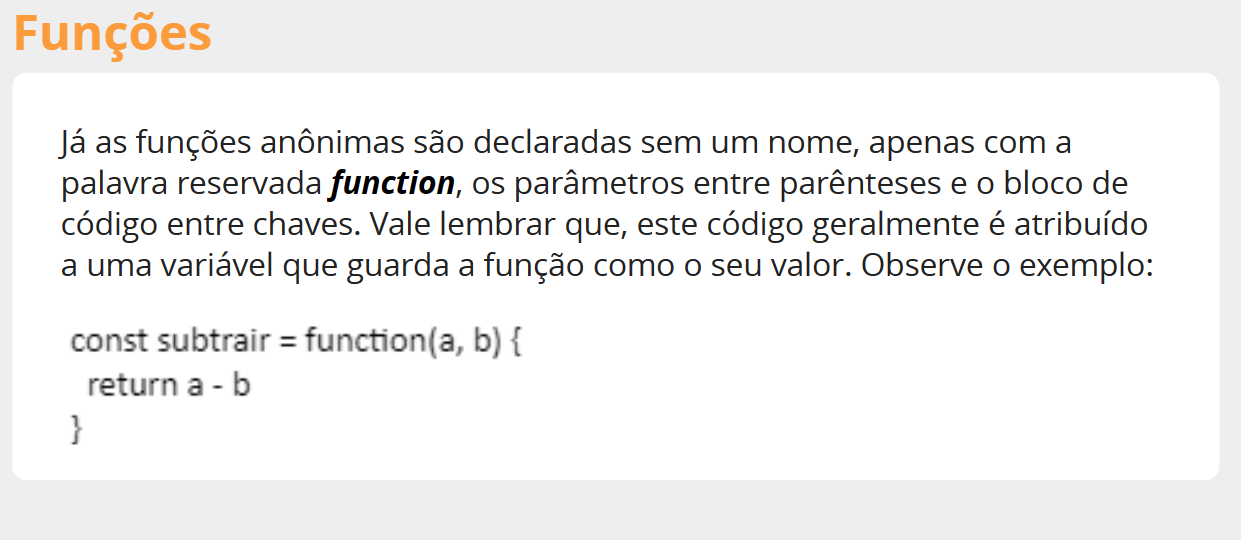 Funções
Já as funções anônimas são declaradas sem um nome, apenas com a
palavra reservada function, os parâmetros entre parênteses e o bloco de
código entre chaves. Vale lembrar que, este código geralmente é atribuído
a uma variável que guarda a função como o seu valor. Observe o exemplo:
const subtrair = function(a, b) {
return a - b
}